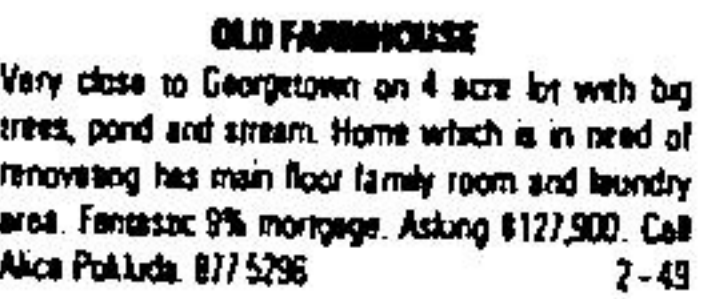 OLD FARMHOUSE
Very close to Georgetown on 4 acre lot with big
trees, pond and stream. Home which is in need of
renovating has main floor family room and laundry
area. Fantastic 9% mortgage. Asking $127,900. Call
Alice Pokluda 877 5296 2-49